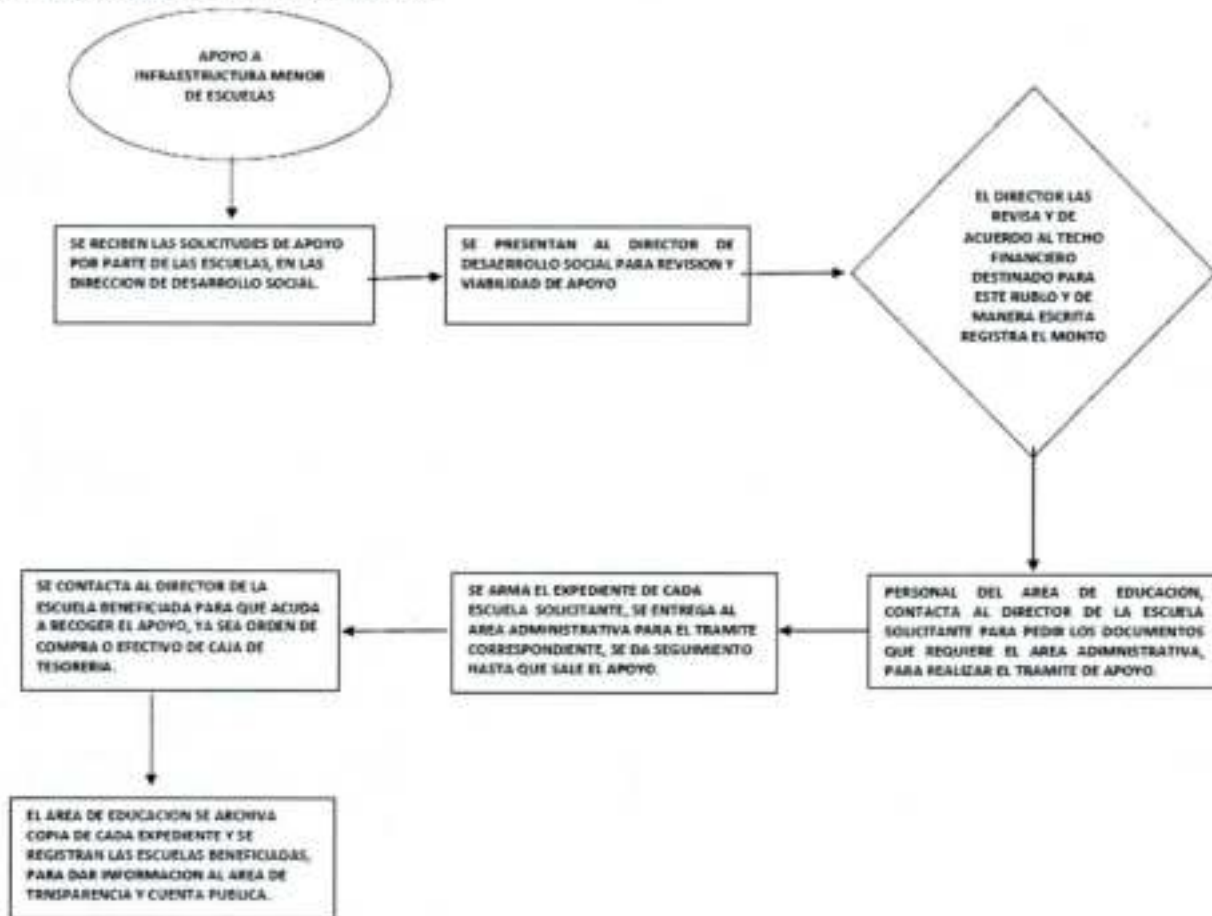 APOYO A
INFRAESTRUCTURA MENOR
DE ESCUELAS
SE RECIBEN LAS SOLICITUDES DE APOYO
POR PARTE DE LAS ESCUELAS, EN LAS
DIRECCION DE DESARROLLO SOCIAL.
SE PRESENTAN AL DIRECTOR DE
DESAERROLLO SOCIAL PARA REVISION Y
VIABILIDAD DE APOYO
EL DIRECTOR LAS
REVISA Y DE
ACUERDO AL TECHO
FINANCIERO
DESTINADO PARA
ESTE RUBLO Y DE
MANERA ESCRITA
REGISTRA EL MONTO
PERSONAL DEL AREA DE EDUCACION,
CONTACTA AL DIRECTOR DE LA ESCUELA
SOLICITANTE PARA PEDIR LOS DOCUMENTOS
QUE REQUIERE EL AREA ADIMINISTRATIVA,
PARA REALIZAR EL TRAMITE DE APOYO.
SE ARMA EL EXPEDIENTE DE CADA
ESCUELA SOLICITANTE, SE ENTREGA AL
AREA ADMINISTRATIVA PARA EL TRAMITE
CORRESPONDIENTE, SE DA SEGUIMIENTO
HASTA QUE SALE EL APOYO.
SE CONTACTA AL DIRECTOR DE LA
ESCUELA BENEFICIADA PARA QUE ACUDA
A RECOGER EL APOYO, YA SEA ORDEN DE
COMPRA O EFECTIVO DE CAJA DE
TESORERIA.
EL AREA DE EDUCACION SE ARCHIVA
COPIA DE CADA EXPEDIENTE Y SE
REGISTRAN LAS ESCUELAS BENEFICIADAS,
PARA DAR INFORMACION AL AREA DE
TRNSPARENCIA Y CUENTA PUBLICA.